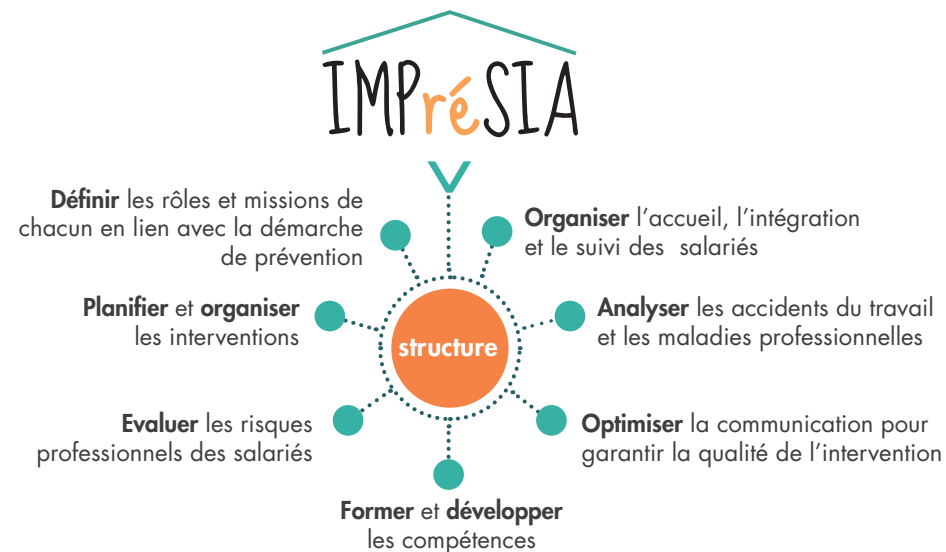 IMPréSIA
Définir les rôles et missions de
chacun en lien avec la démarche
de prévention
Organiser l'accueil, l'intégration
et le suivi des salariés
Planifier et organiser
les interventions
structure
Analyser les accidents du travail
et les maladies professionnelles
Evaluer les risques
professionnels des salariés
Optimiser la communication pour
garantir la qualité de l'intervention
Former et développer
les compétences